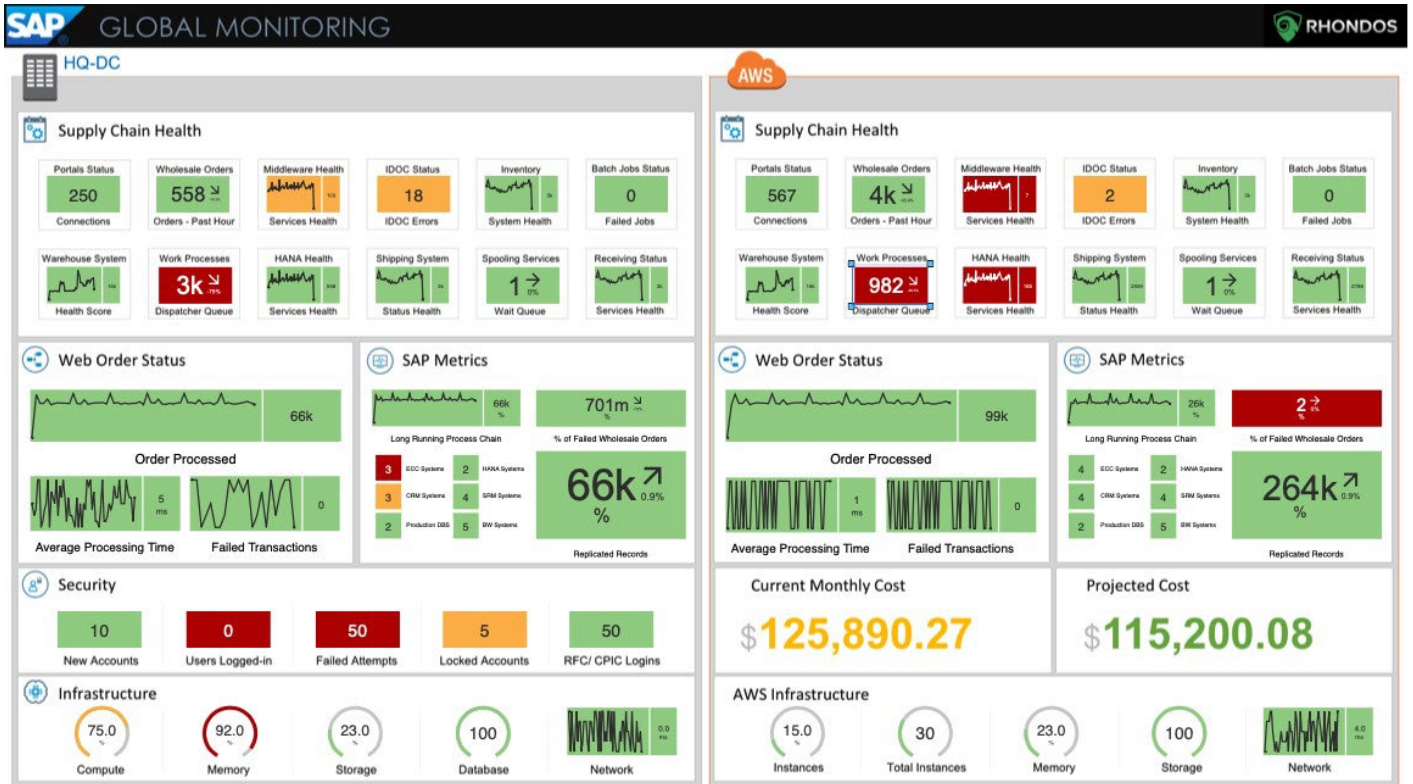 SAP GLOBAL MONITORING
RHONDOS
HQ-DC
Supply Chain Health
Portals Status
250
Connections
Wholesale Orders
558
Orders - Past Hour
Middleware Health
Services Health
IDOC Status
18
IDOC Errors
Inventory
System Health
Batch Jobs Status
0
Failed Jobs
Warehouse System
Health Score
Work Processes
3k
Dispatcher Queue
HANA Health
Services Health
Shipping System
Status Health
Spooling Services
1
0%
Wait Queue
Receiving Status
Services Health
Web Order Status
66k
Order Processed
5
ms
Average Processing Time
0
Failed Transactions
SAP Metrics
66k
%
Long Running Process Chain
701m
% of Failed Wholesale Orders
3 ECC Systems
2 HANA Systems
3 CRM Systems
4 SRM Systems
2 Production DBS
5 BW Systems
66k 0.9%
%
Replicated Records
Security
10
New Accounts
0
Users Logged-in
50
Failed Attempts
5
Locked Accounts
50
RFC/ CPIC Logins
Infrastructure
75.0
%
Compute
92.0
%
Memory
23.0
%
Storage
100
Database
0.0
ms
Network
AWS
Supply Chain Health
Portals Status
567
Connections
Wholesale Orders
4k
Orders - Past Hour
Middleware Health
7
Services Health
IDOC Status
2
IDOC Errors
Inventory
System Health
Batch Jobs Status
0
Failed Jobs
Warehouse System
Health Score
Work Processes
982
Dispatcher Queue
HANA Health
Services Health
Shipping System
Status Health
Spooling Services
1
0%
Wait Queue
Receiving Status
Services Health
Web Order Status
99k
Order Processed
1
ms
Average Processing Time
0
Failed Transactions
SAP Metrics
26k
%
Long Running Process Chain
2
%
0%
% of Failed Wholesale Orders
4 ECC Systems
2 HANA Systems
4 CRM Systems
4 SRM Systems
2 Production DBS
5 BW Systems
264k 0.9%
%
Replicated Records
Current Monthly Cost
$125,890.27
Projected Cost
$115,200.08
AWS Infrastructure
15.0
%
Instances
30
Total Instances
23.0
%
Memory
100
Storage
4.0
ms
Network